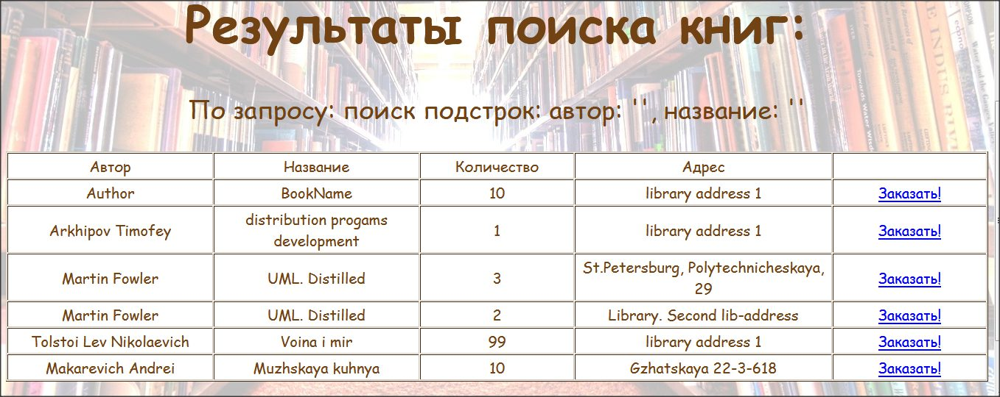 Результаты поиска книг:
По запросу: поиск подстрок: автор: '', название: ''
Автор Название Количество Адрес
Author BookName 10 library address 1 Заказать!
Arkhipov Timofey distribution progams development 1 library address 1 Заказать!
Martin Fowler UML. Distilled 3 St.Petersburg, Polytechnicheskaya, 29 Заказать!
Martin Fowler UML. Distilled 2 Library. Second lib-address Заказать!
Tolstoi Lev Nikolaevich Voina i mir 99 library address 1 Заказать!
Makarevich Andrei Muzhskaya kuhnya 10 Gzhatskaya 22-3-618 Заказать!